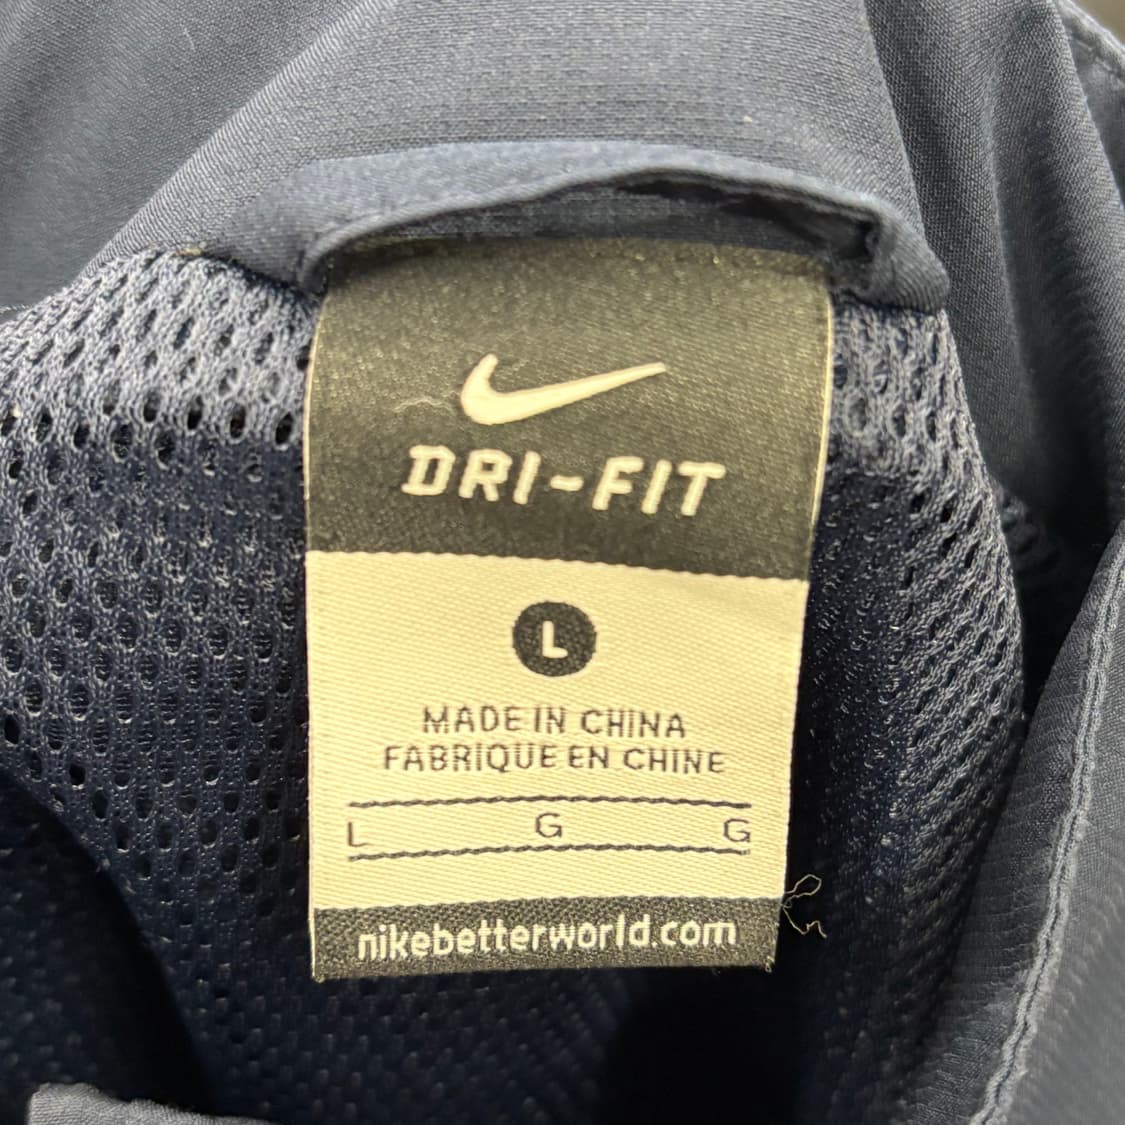 DRI-FIT
L
MADE IN CHINA
FABRIQUE EN CHINE
L G G
nikebetterworld.com